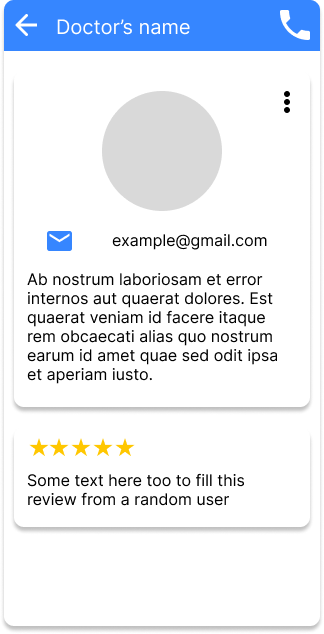 Doctor's name
example@gmail.com
Ab nostrum laboriosam et error
internos aut quaerat dolores. Est
quaerat veniam id facere itaque
rem obcaecati alias quo nostrum
earum id amet quae sed odit ipsa
et aperiam iusto.
Some text here too to fill this
review from a random user